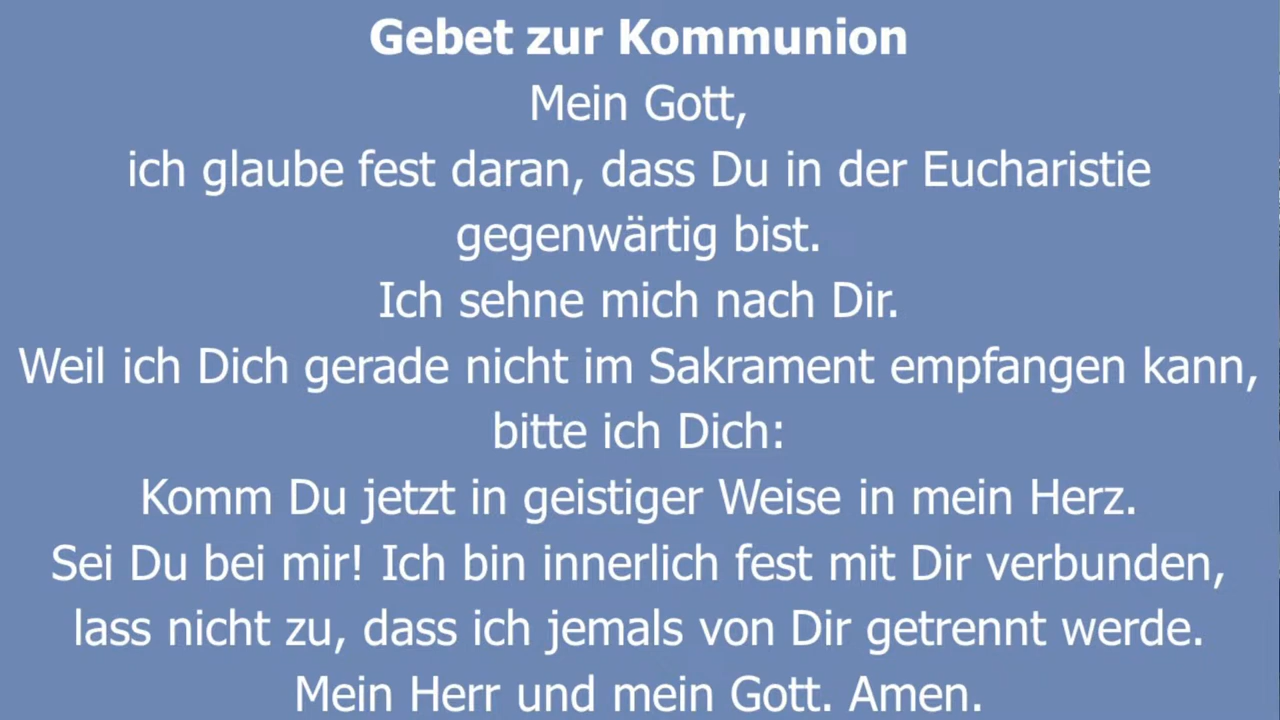 Gebet zur Kommunion
Mein Gott,
ich glaube fest daran, dass Du in der Eucharistie
gegenwärtig bist.
Ich sehne mich nach Dir.
Weil ich Dich gerade nicht im Sakrament empfangen kann,
bitte ich Dich:
Komm Du jetzt in geistiger Weise in mein Herz.
Sei Du bei mir! Ich bin innerlich fest mit Dir verbunden,
lass nicht zu, dass ich jemals von Dir getrennt werde.
Mein Herr und mein Gott. Amen.